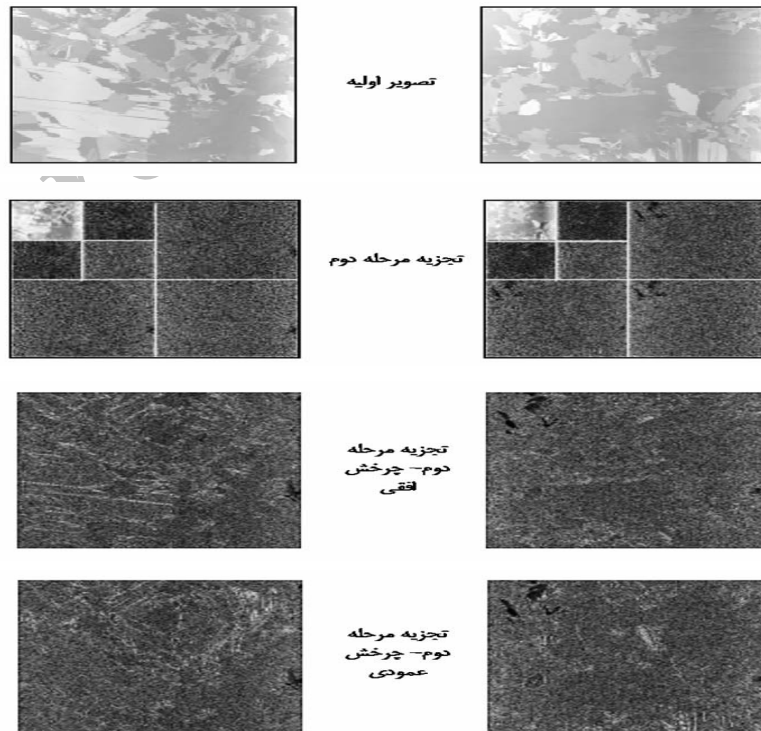 تصویر اولیه
تجزیه مرحله دوم
تجزیه مرحله
دوم- چرخش
افقی
تجزیه مرحله
دوم- چرخش
عمودی